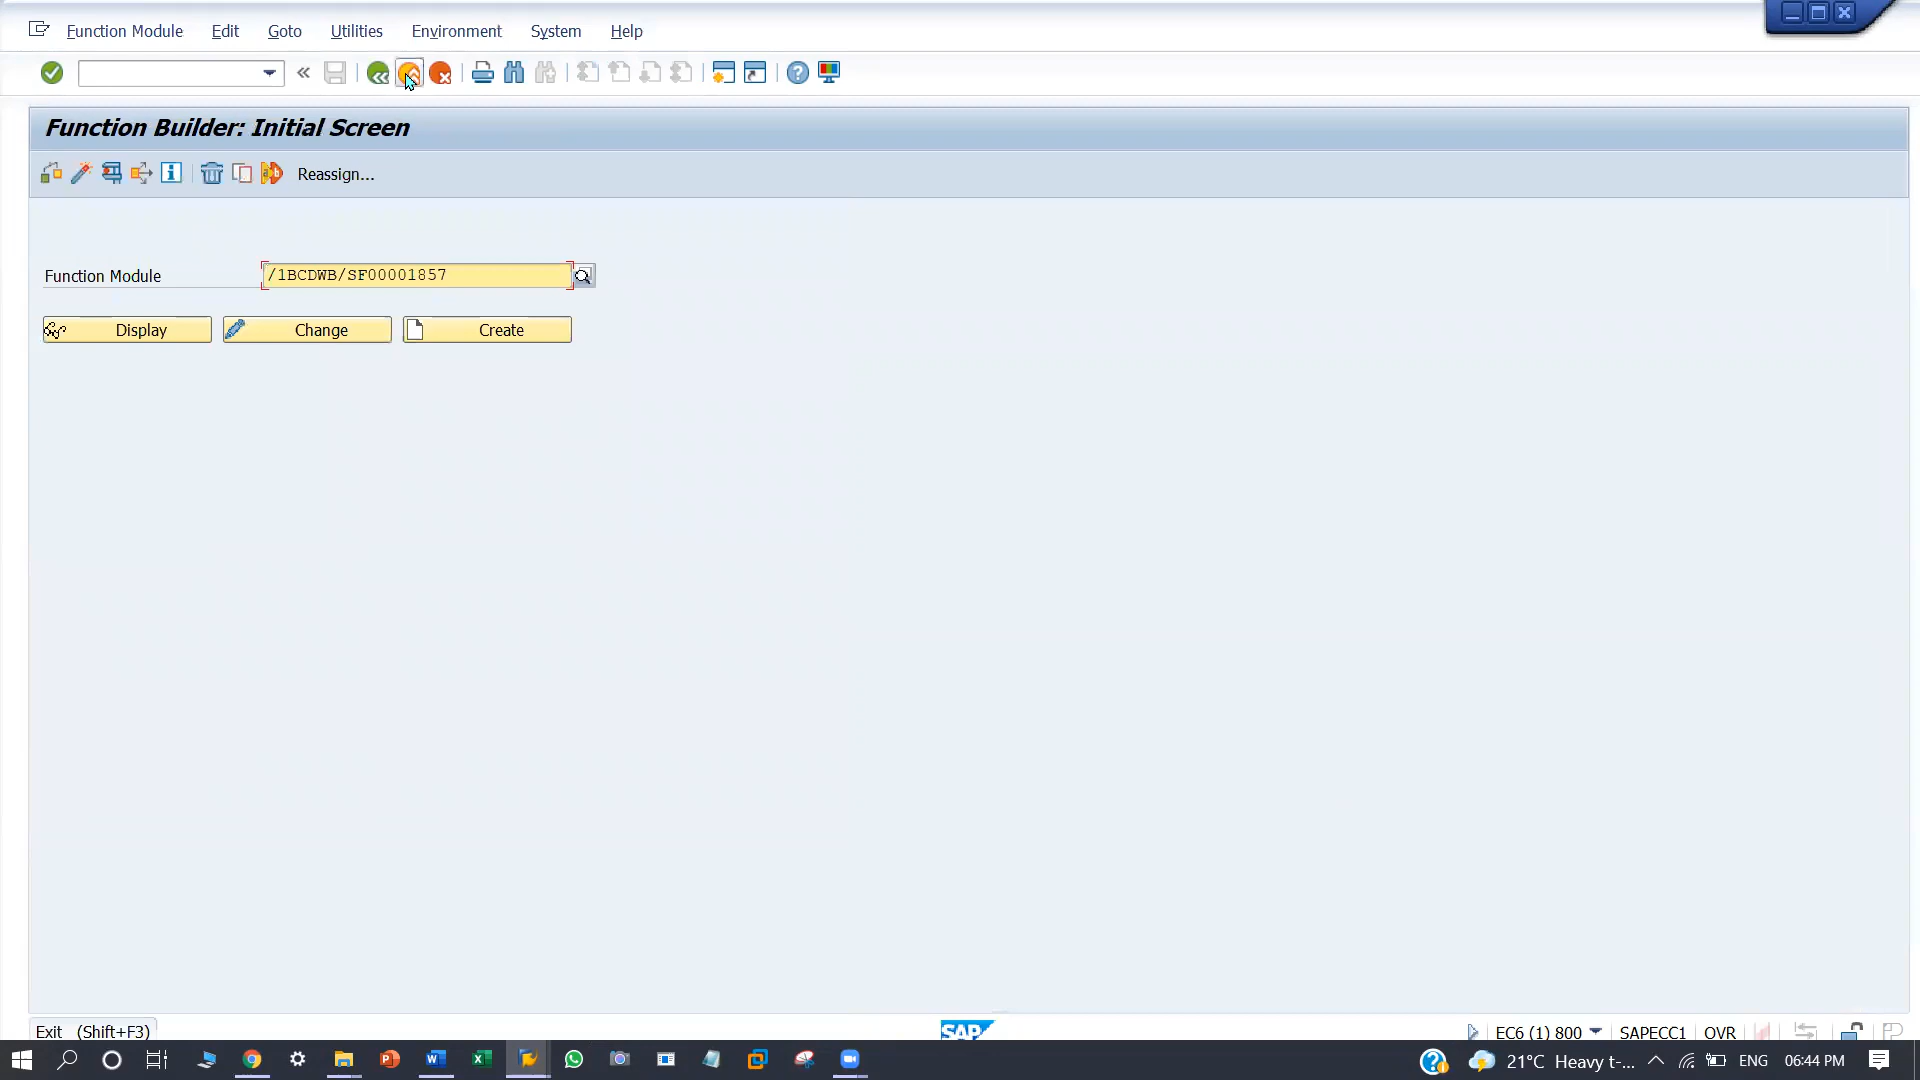 Function Module Edit Goto Utilities Environment System Help
Function Builder: Initial Screen
Reassign...
Function Module /1BCDWB/SF00001857
Display Change Create
Exit (Shift+F3) SAP EC6 (1) 800 SAPECC1 OVR
21°C Heavy t-... ENG 06:44 PM